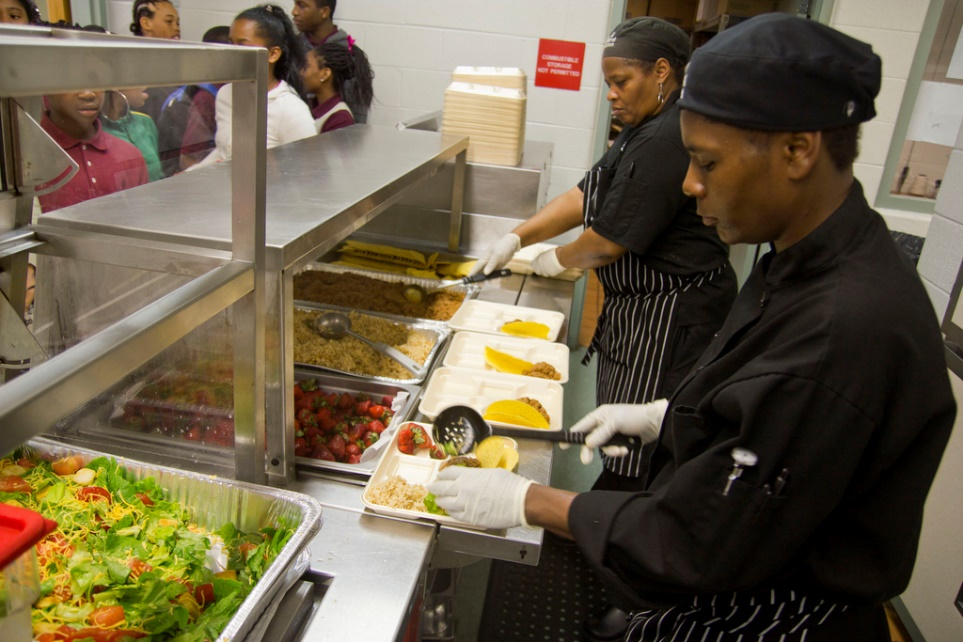 COMBUSTIBLE
STORAGE
NOT PERMITTED